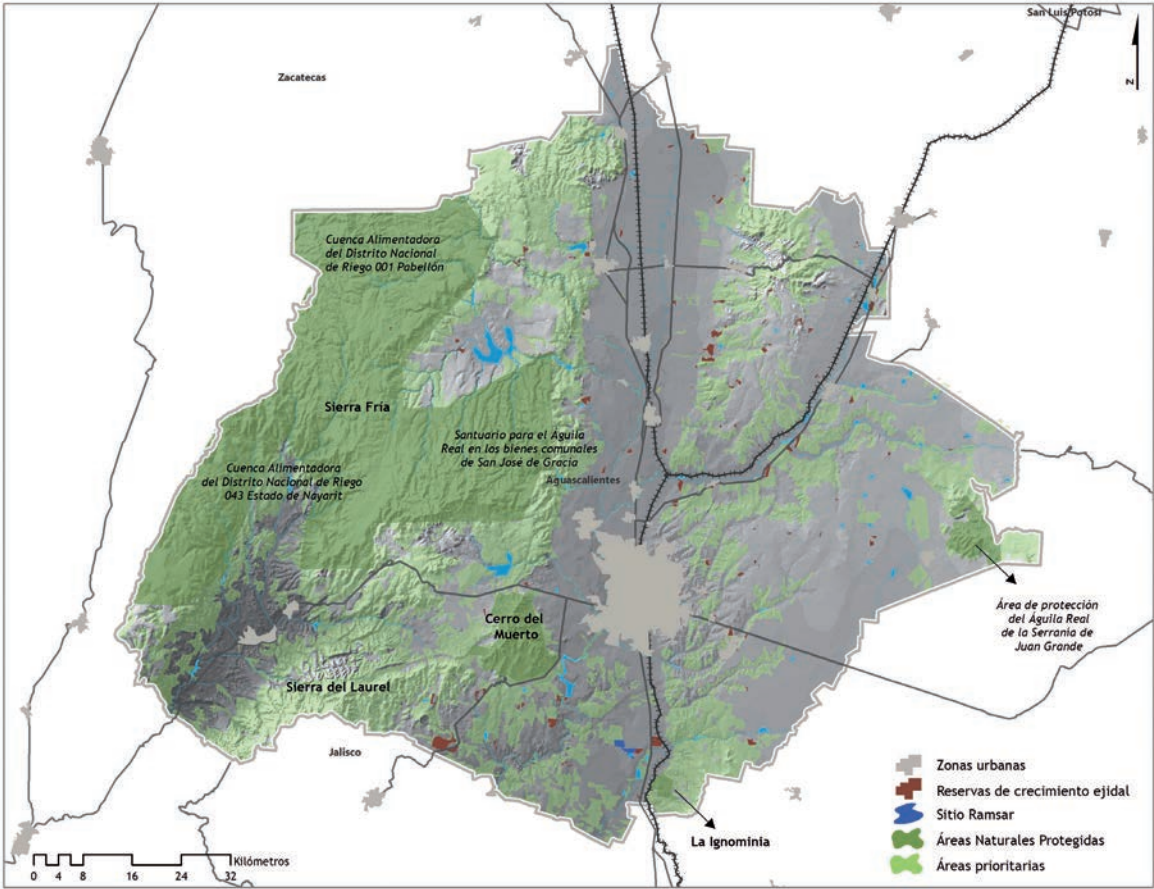 San Luis Potosí
Zacatecas
N
Cuenca Alimentadora
del Distrito Nacional
de Riego 001 Pabellón
Sierra Fría
Santuario para el Águila
Real en los bienes comunales
de San José de Gracia
Cuenca Alimentadora
del Distrito Nacional de Riego
043 Estado de Nayarit
Aguascalientes
Cerro del
Muerto
Área de protección
del Águila Real
de la Serranía de
Juan Grande
Sierra del Laurel
Jalisco
La Ignominia
Zonas urbanas
Reservas de crecimiento ejidal
Sitio Ramsar
Áreas Naturales Protegidas
Áreas prioritarias
Kilómetros
0 4 8 16 24 32